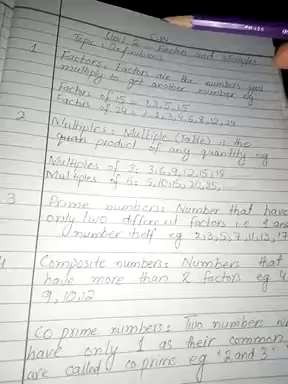 C.W
Unit 2 Factors and Multiples
Topic: Definitions
1 Factors: Factors are the numbers you
multiply to get another number eg
Factors of 15 = 1,3,5,15
Factors of 24 = 1,2,3,4,6,8,12,24
2 Multiples: Multiple (Table) is the
product of any quantity eg
Multiples of 3: 3,6,9,12,15,18
Multiples of 5: 5,10,15,20,25,
3 Prime numbers: Number that have
only two different factors i.e 1 and
number itself eg 2,3,5,7,11,13,17
4 Composite numbers: Numbers that
have more than 2 factors eg 4
9,10,12
Co prime numbers: Two numbers
have only 1 as their common
are called co prime eg "2 and 3"